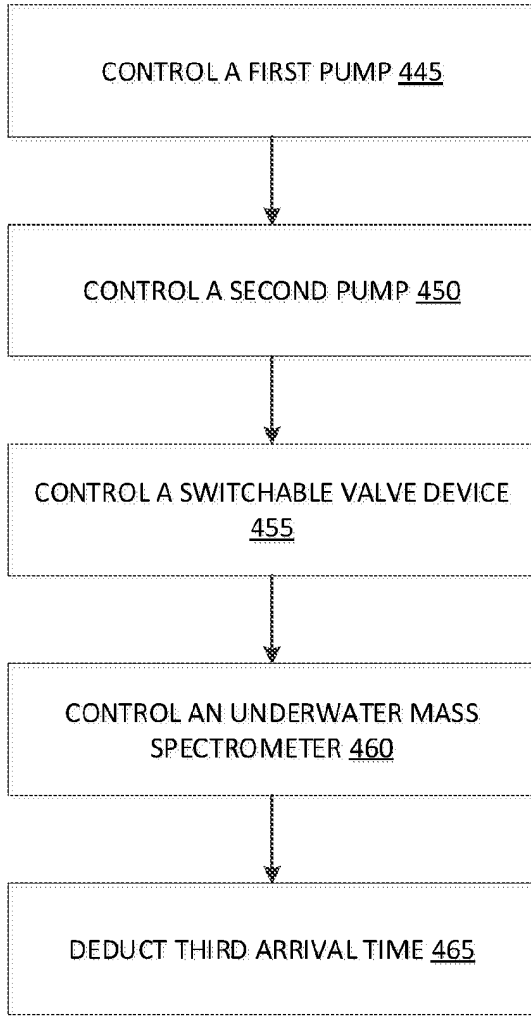 CONTROL A FIRST PUMP 445
CONTROL A SECOND PUMP 450
CONTROL A SWITCHABLE VALVE DEVICE
455
CONTROL AN UNDERWATER MASS
SPECTROMETER 460
DEDUCT THIRD ARRIVAL TIME 465